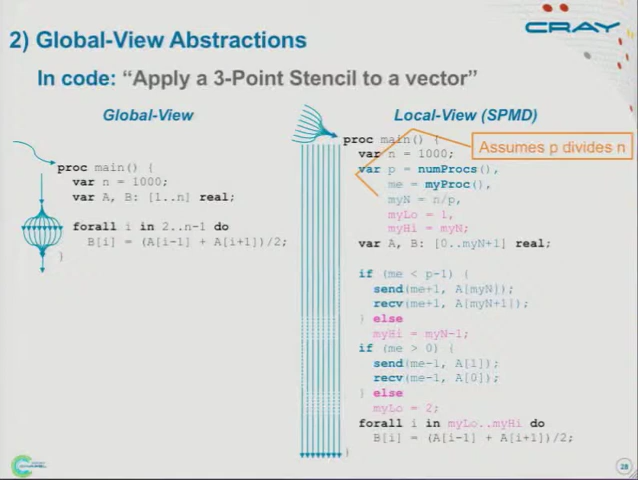 CRAY
2) Global-View Abstractions
In code: "Apply a 3-Point Stencil to a vector"
Global-View
proc main() {
var n = 1000;
var A, B: [1..n] real;
forall i in 2..n-1 do
B[i] = (A[i-1] + A[i+1])/2;
}
Local-View (SPMD)
Assumes p divides n
proc main() {
var n = 1000;
var p = numProcs(),
me = myProc(),
myN = n/p,
myLo = 1,
myHi = myN;
var A, B: [0..myN+1] real;
if (me < p-1) {
send(me+1, A[myN]);
recv(me+1, A[myN+1]);
} else
myHi = myN-1;
if (me > 0) {
send(me-1, A[1]);
recv(me-1, A[0]);
} else
myLo = 2;
forall i in myLo..myHi do
B[i] = (A[i-1] + A[i+1])/2;
}
28